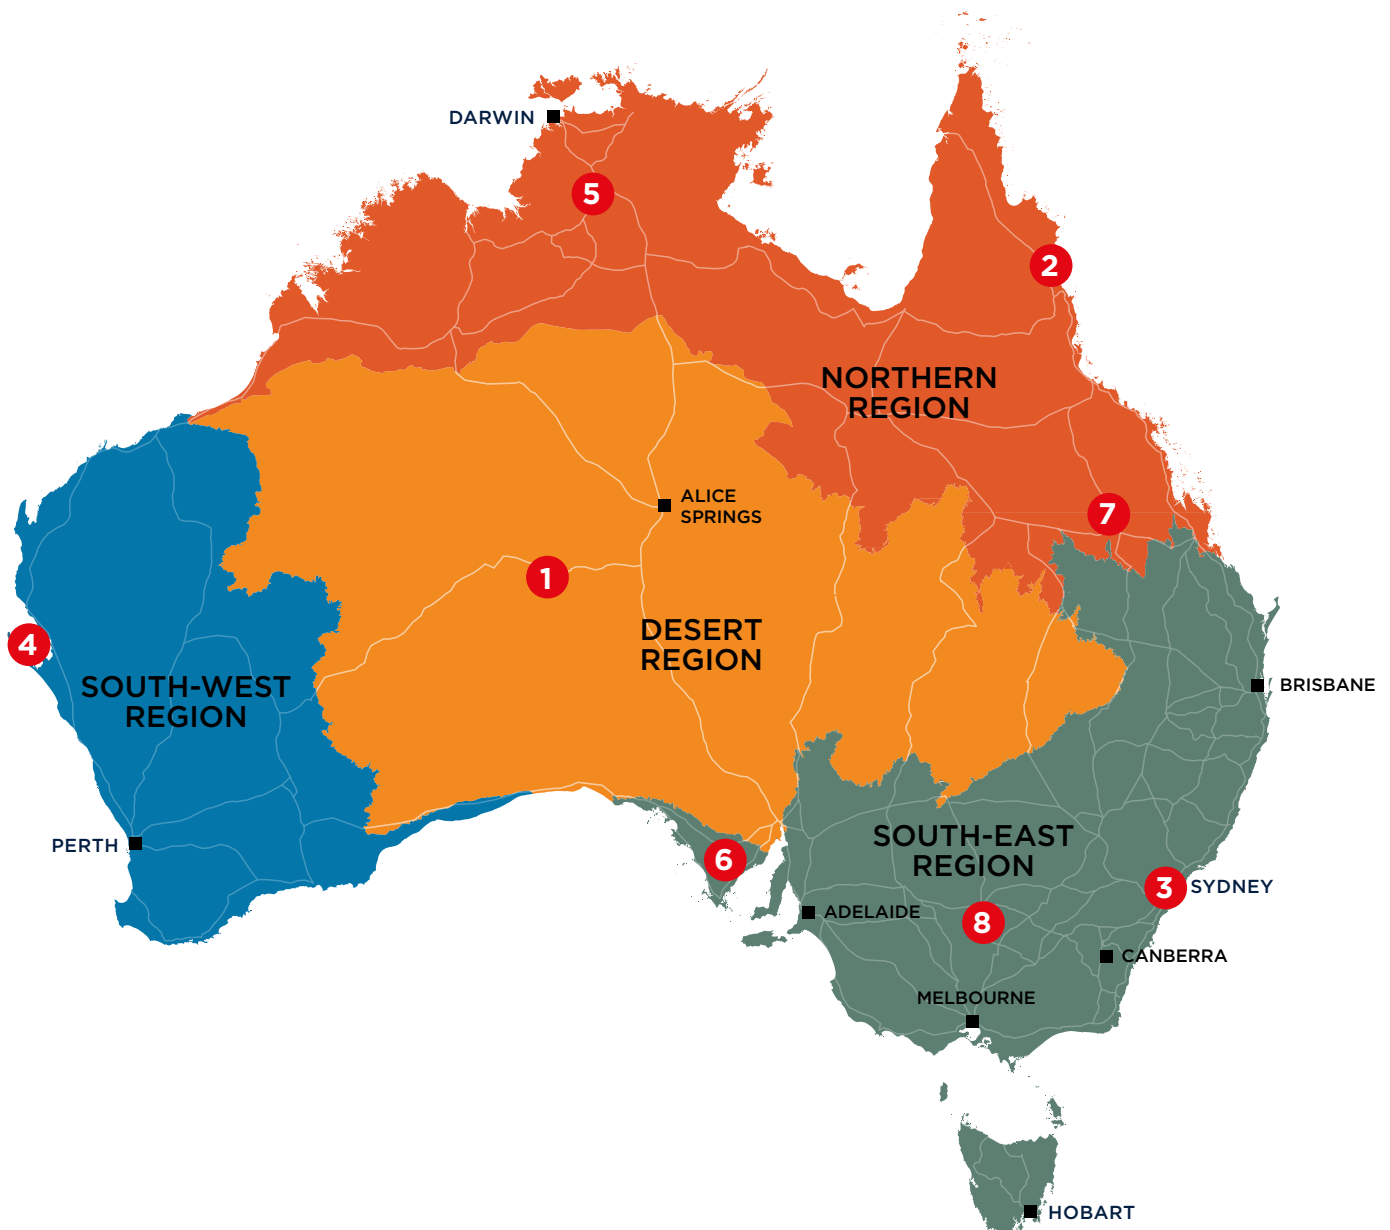 DARWIN
5
2
NORTHERN
REGION
ALICE
SPRINGS
7
1
DESERT
REGION
4
SOUTH-WEST
REGION
BRISBANE
PERTH
6
SOUTH-EAST
REGION
3
SYDNEY
ADELAIDE
8
CANBERRA
MELBOURNE
HOBART